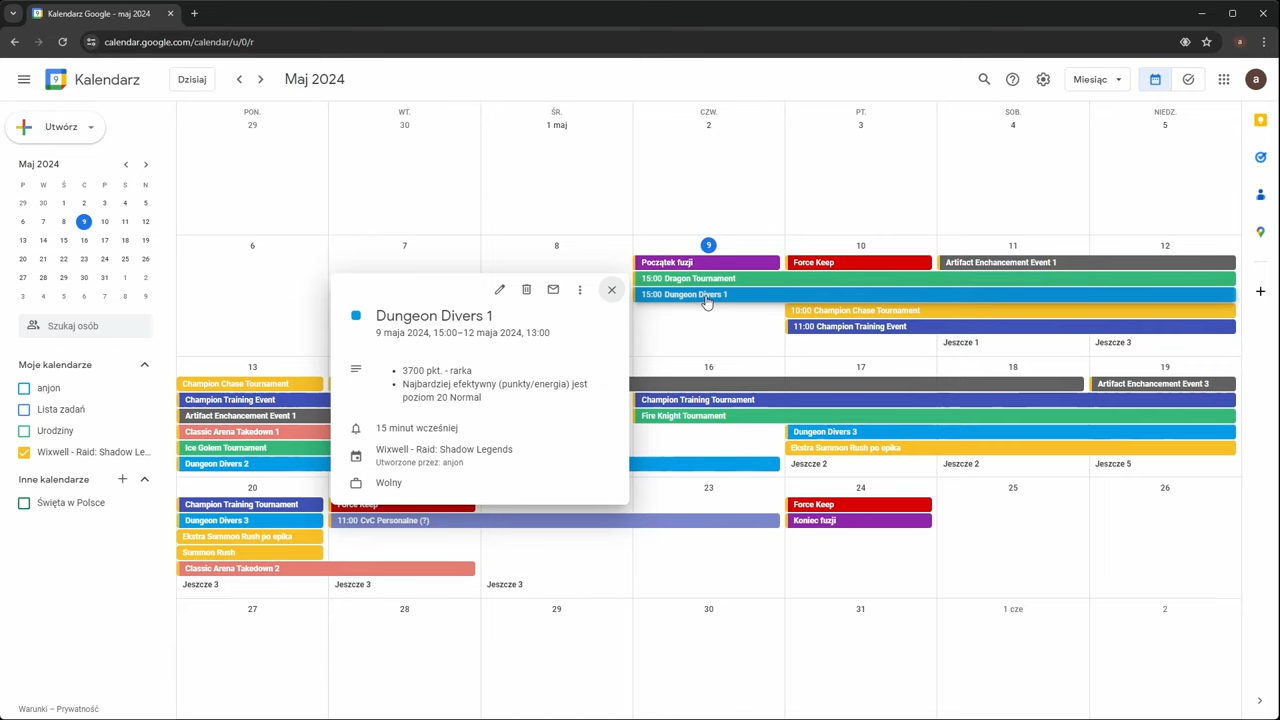 Kalendarz Google - maj 2024
calendar.google.com/calendar/u/0/r
a
9
Kalendarz
Dzisiaj
Maj 2024
Miesiąc
a
Utwórz
Maj 2024
P W Ś C P S N
29 30 1 2 3 4 5
6 7 8 9 10 11 12
13 14 15 16 17 18 19
20 21 22 23 24 25 26
27 28 29 30 31 1 2
3 4 5 6 7 8 9
Szukaj osób
Moje kalendarze
anjon
Lista zadań
Urodziny
Wixwell - Raid: Shadow Le...
Inne kalendarze
Święta w Polsce
Warunki – Prywatność
PON. WT. ŚR. CZW. PT. SOB. NIEDZ.
29 30 1 maj 2 3 4 5
6 7 8 9 10 11 12
Początek fuzji
Force Keep
Artifact Enchancement Event 1
15:00 Dragon Tournament
15:00 Dungeon Divers 1
10:00 Champion Chase Tournament
11:00 Champion Training Event
Jeszcze 1
Jeszcze 3
Dungeon Divers 1
9 maja 2024, 15:00–12 maja 2024, 13:00
• 3700 pkt. - rarka
• Najbardziej efektywny (punkty/energia) jest
poziom 20 Normal
15 minut wcześniej
Wixwell - Raid: Shadow Legends
Utworzone przez: anjon
Wolny
13 16 17 18 19
Champion Chase Tournament
Artifact Enchancement Event 3
Champion Training Event
Champion Training Tournament
Artifact Enchancement Event 1
Fire Knight Tournament
Classic Arena Takedown 1
Dungeon Divers 3
Ice Golem Tournament
Ekstra Summon Rush po epika
Dungeon Divers 2
Jeszcze 2
Jeszcze 2
Jeszcze 5
20 23 24 25 26
Champion Training Tournament
Force Keep
Force Keep
Dungeon Divers 3
11:00 CvC Personalne (?)
Koniec fuzji
Ekstra Summon Rush po epika
Summon Rush
Classic Arena Takedown 2
Jeszcze 3
Jeszcze 3
Jeszcze 3
27 28 29 30 31 1 cze 2